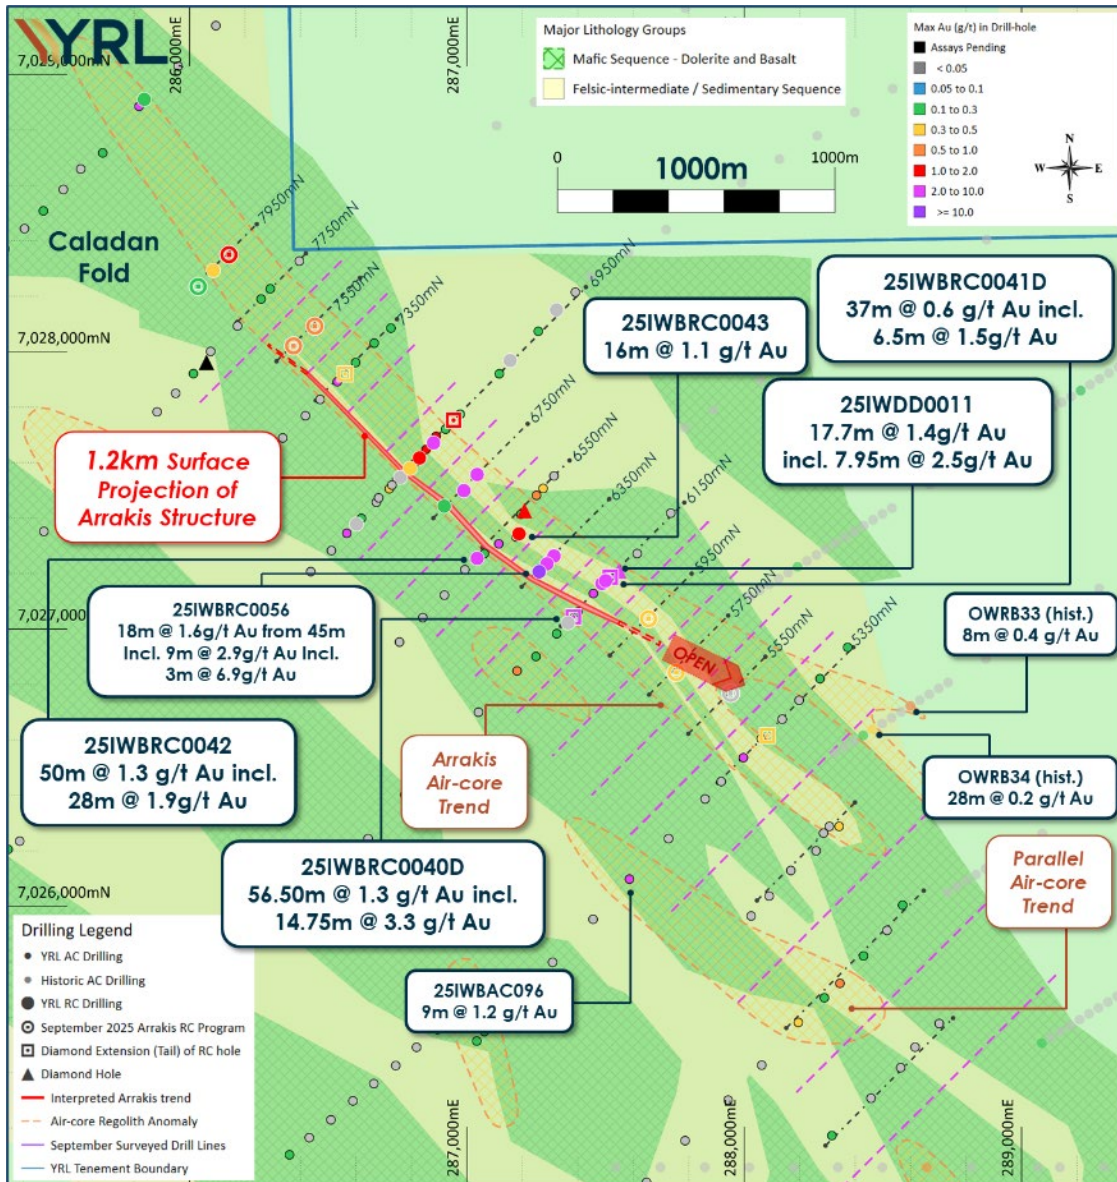 YRL
286,000mE
287,000mE
7,029,000mN
Major Lithology Groups
Mafic Sequence - Dolerite and Basalt
Felsic-intermediate / Sedimentary Sequence
Max Au (g/t) in Drill-hole
Assays Pending
< 0.05
0.05 to 0.1
0.1 to 0.3
0.3 to 0.5
0.5 to 1.0
1.0 to 2.0
2.0 to 10.0
>= 10.0
N
W
E
S
0
1000m
1000m
Caladan
Fold
7950mN
7750mN
7550mN
7350mN
6950mN
6750mN
6550mN
6350mN
6150mN
5950mN
5750mN
5550mN
5350mN
7,028,000mN
25IWBRC0043
16m @ 1.1 g/t Au
25IWBRC0041D
37m @ 0.6 g/t Au incl.
6.5m @ 1.5g/t Au
25IWDD0011
17.7m @ 1.4g/t Au
incl. 7.95m @ 2.5g/t Au
1.2km Surface
Projection of
Arrakis Structure
7,027,000mN
25IWBRC0056
18m @ 1.6g/t Au from 45m
Incl. 9m @ 2.9g/t Au Incl.
3m @ 6.9g/t Au
OPEN
OWRB33 (hist.)
8m @ 0.4 g/t Au
25IWBRC0042
50m @ 1.3 g/t Au incl.
28m @ 1.9g/t Au
Arrakis
Air-core
Trend
OWRB34 (hist.)
28m @ 0.2 g/t Au
25IWBRC0040D
56.50m @ 1.3 g/t Au incl.
14.75m @ 3.3 g/t Au
Parallel
Air-core
Trend
7,026,000mN
25IWBAC096
9m @ 1.2 g/t Au
Drilling Legend
YRL AC Drilling
Historic AC Drilling
YRL RC Drilling
September 2025 Arrakis RC Program
Diamond Extension (Tail) of RC hole
Diamond Hole
Interpreted Arrakis trend
Air-core Regolith Anomaly
September Surveyed Drill Lines
YRL Tenement Boundary
287,000mE
288,000mE
289,000mE